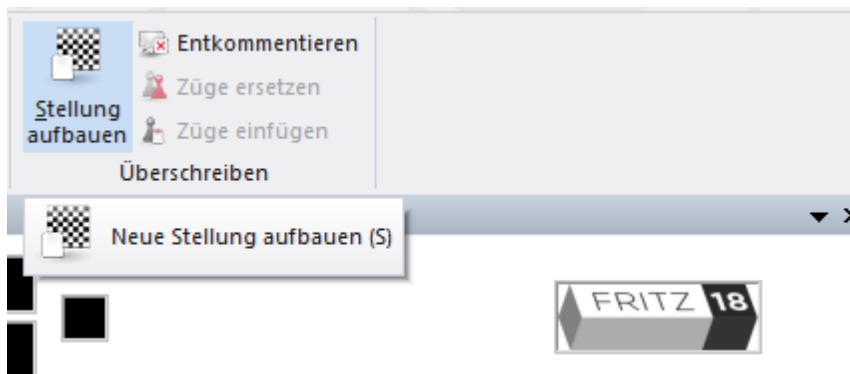 Stellung
aufbauen
Entkommentieren
Züge ersetzen
Züge einfügen
Überschreiben
Neue Stellung aufbauen (S)
FRITZ 18